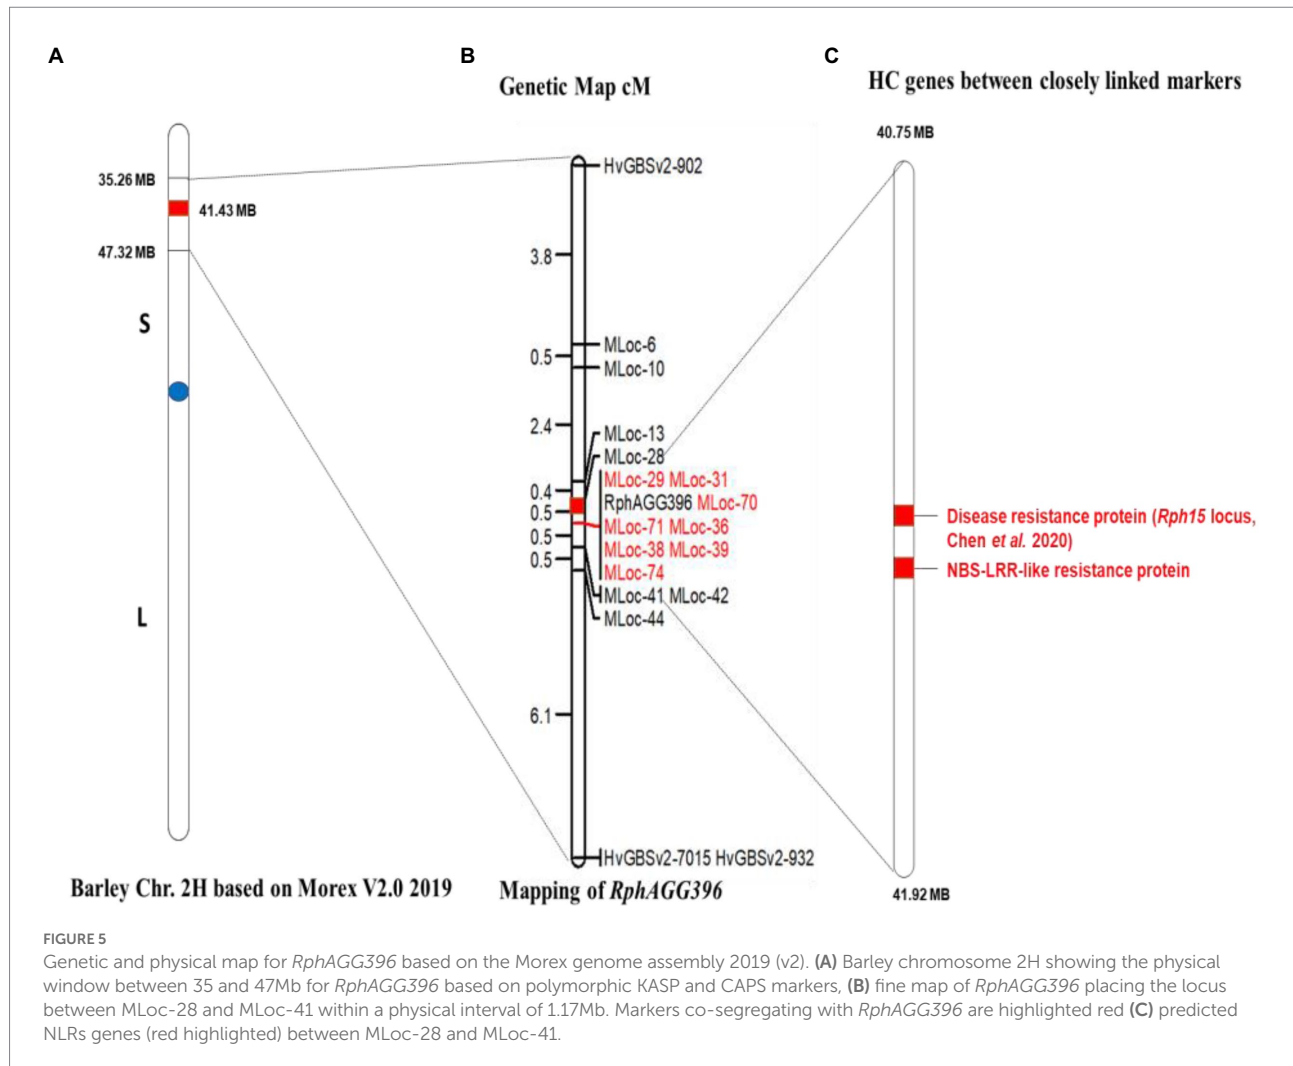 A
B
C
Genetic Map cM
HC genes between closely linked markers
40.75 MB
35.26 MB
41.43 MB
47.32 MB
S
L
HvGBSv2-902
3.8
MLoc-6
0.5
MLoc-10
2.4
MLoc-13
MLoc-28
MLoc-29 MLoc-31
0.4
RphAGG396 MLoc-70
0.5
MLoc-71 MLoc-36
0.5
MLoc-38 MLoc-39
0.5
MLoc-74
MLoc-41 MLoc-42
MLoc-44
6.1
HvGBSv2-7015 HvGBSv2-932
Disease resistance protein (Rph15 locus,
Chen et al. 2020)
NBS-LRR-like resistance protein
41.92 MB
Barley Chr. 2H based on Morex V2.0 2019
Mapping of RphAGG396
FIGURE 5
Genetic and physical map for RphAGG396 based on the Morex genome assembly 2019 (v2). (A) Barley chromosome 2H showing the physical
window between 35 and 47Mb for RphAGG396 based on polymorphic KASP and CAPS markers, (B) fine map of RphAGG396 placing the locus
between MLoc-28 and MLoc-41 within a physical interval of 1.17Mb. Markers co-segregating with RphAGG396 are highlighted red (C) predicted
NLRs genes (red highlighted) between MLoc-28 and MLoc-41.